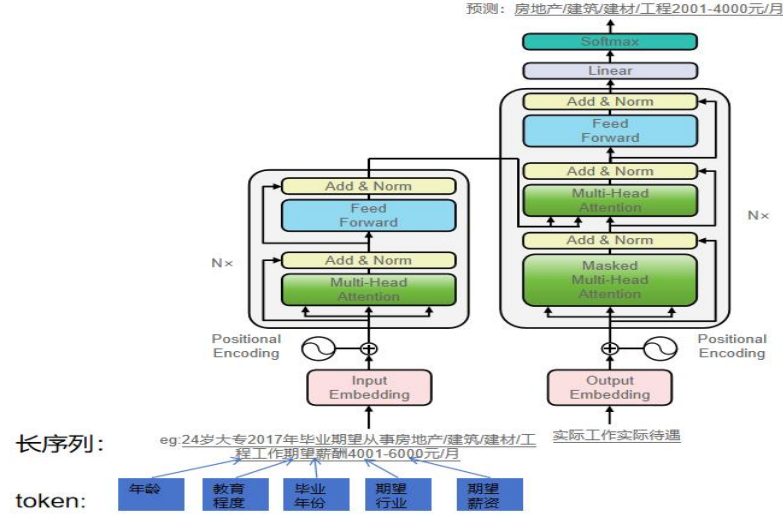 预测：房地产/建筑/建材/工程2001-4000元/月
Softmax
Linear
Add & Norm
Feed
Forward
Add & Norm
Multi-Head
Attention
Add & Norm
Masked
Multi-Head
Attention
N×
Add & Norm
Feed
Forward
Add & Norm
Multi-Head
Attention
Nx
Positional
Encoding
Positional
Encoding
Input
Embedding
Output
Embedding
长序列：
eg:24岁大专2017年毕业期望从事房地产/建筑/建材/工
程工作期望薪酬4001-6000元/月
实际工作实际待遇
token:
年龄
教育
程度
毕业
年份
期望
行业
期望
薪资